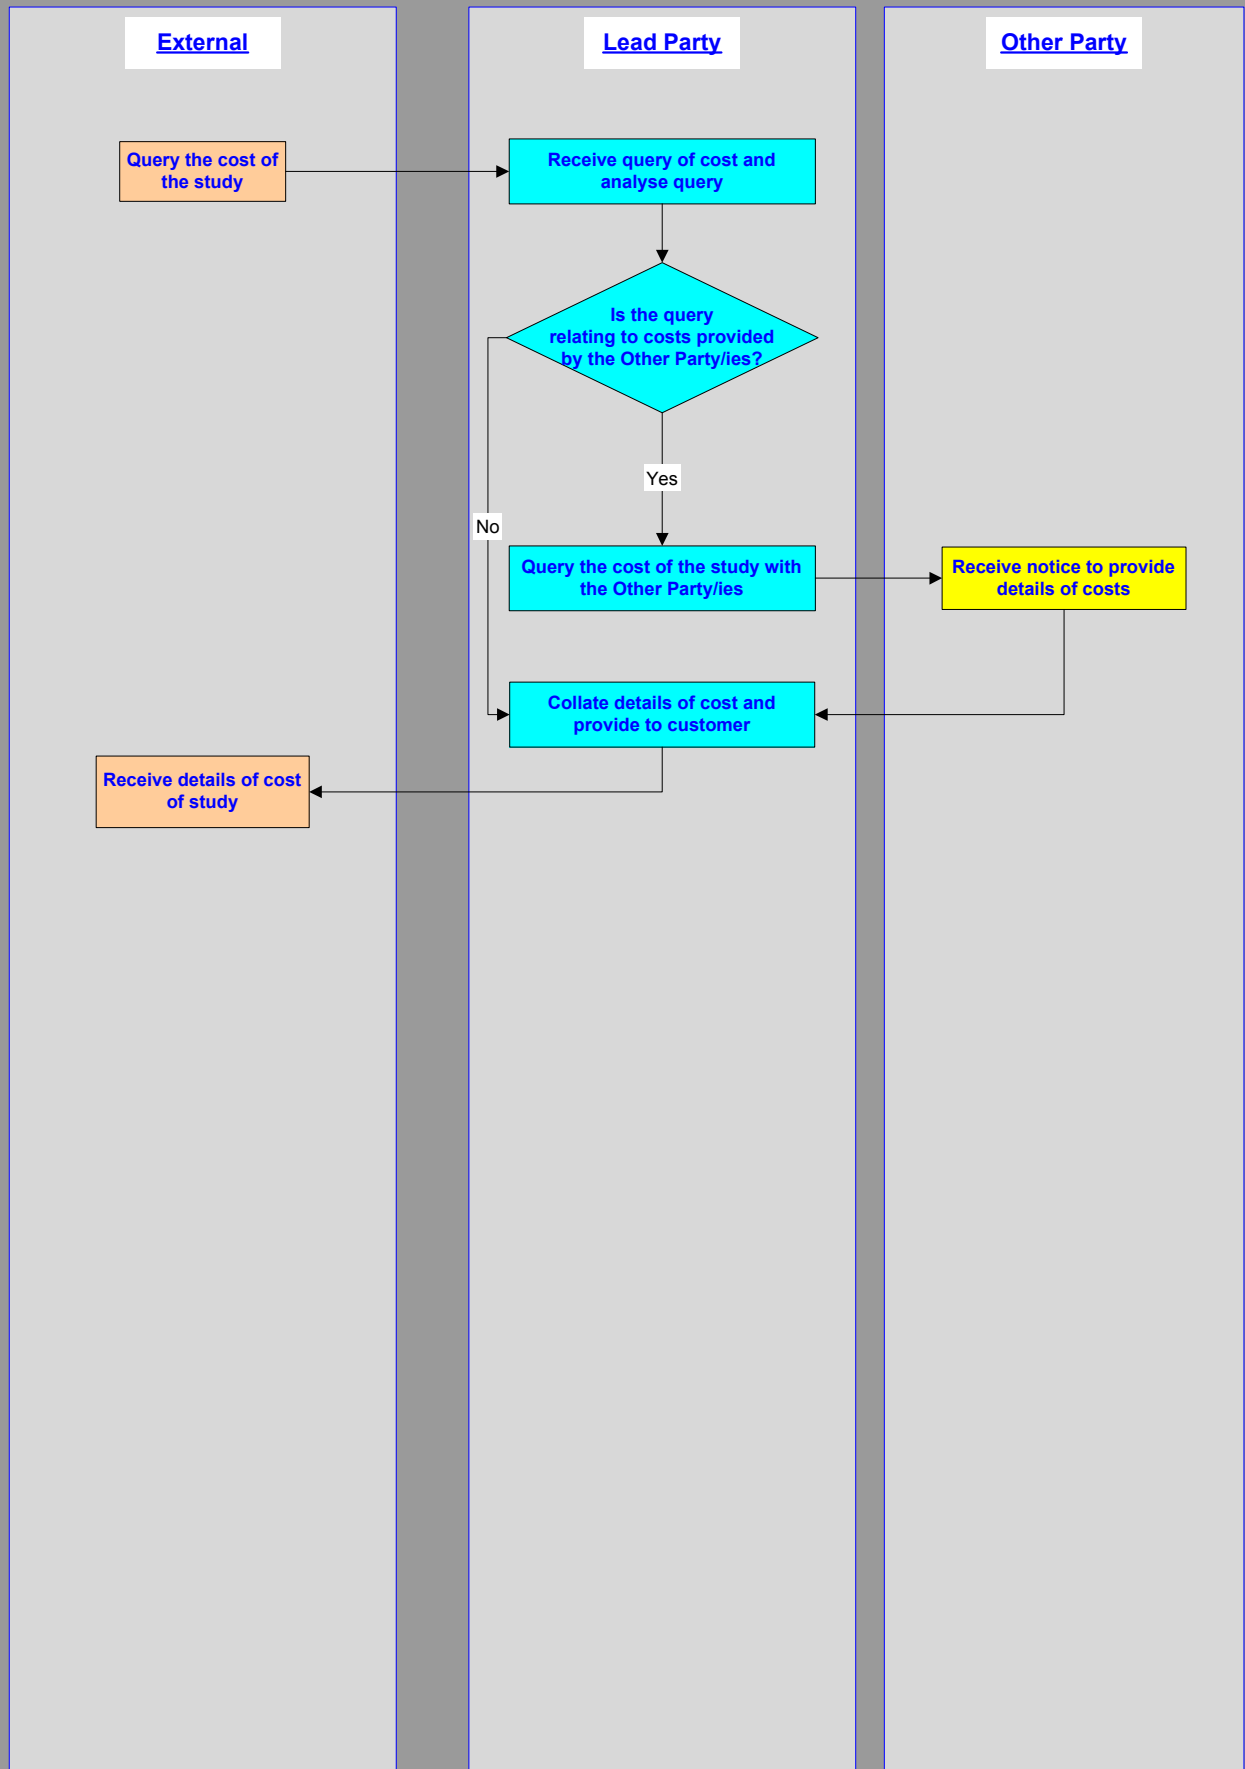 External
Lead Party
Other Party
Query the cost of
the study
Receive query of cost and
analyse query
Is the query
relating to costs provided
by the Other Party/ies?
Yes
No
Query the cost of the study with
the Other Party/ies
Receive notice to provide
details of costs
Collate details of cost and
provide to customer
Receive details of cost
of study